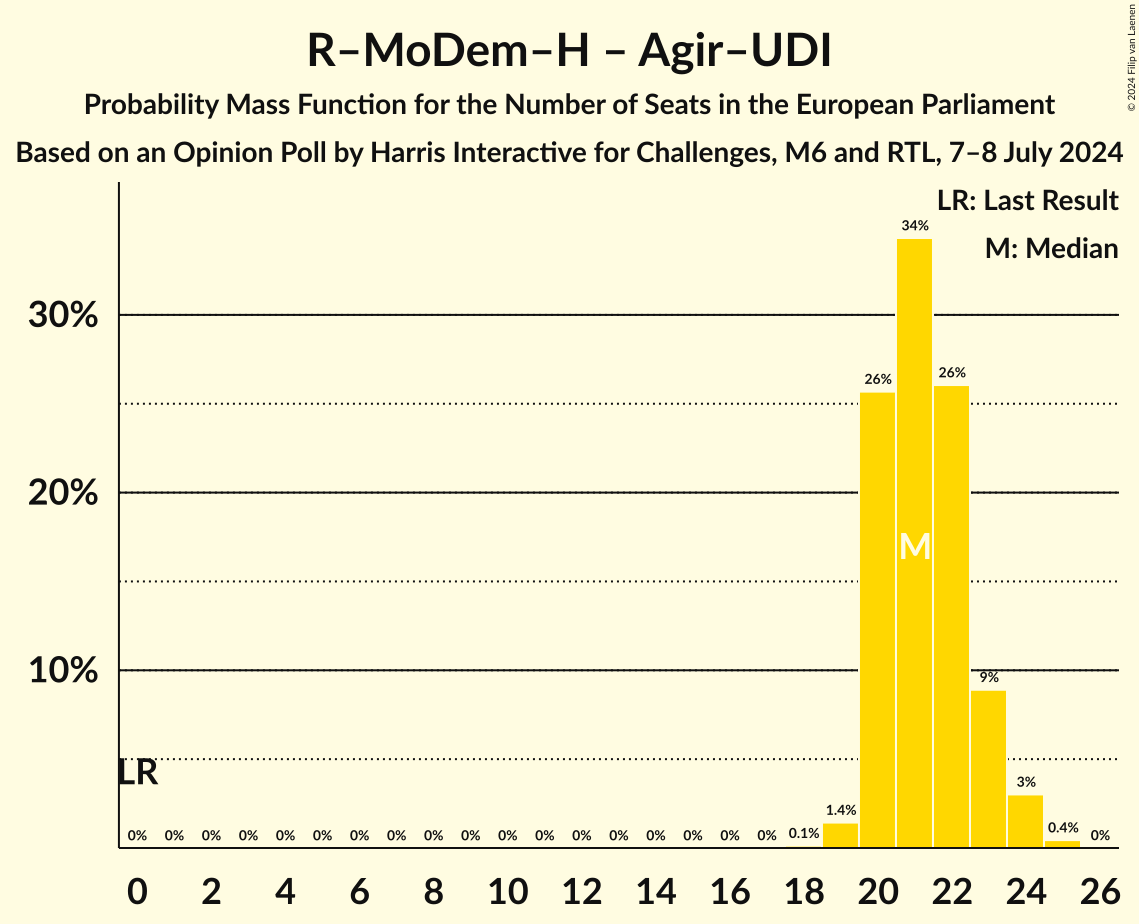 R–MoDem–H – Agir–UDI
Probability Mass Function for the Number of Seats in the European Parliament
Based on an Opinion Poll by Harris Interactive for Challenges, M6 and RTL, 7–8 July 2024
© 2024 Filip van Laenen
LR: Last Result
M: Median
34%
30%
26% 26%
20%
M
10%
9%
LR
3%
1.4%
0% 0% 0% 0% 0% 0% 0% 0% 0% 0% 0% 0% 0% 0% 0% 0% 0% 0% 0.1% 0.4% 0%
0 2 4 6 8 10 12 14 16 18 20 22 24 26